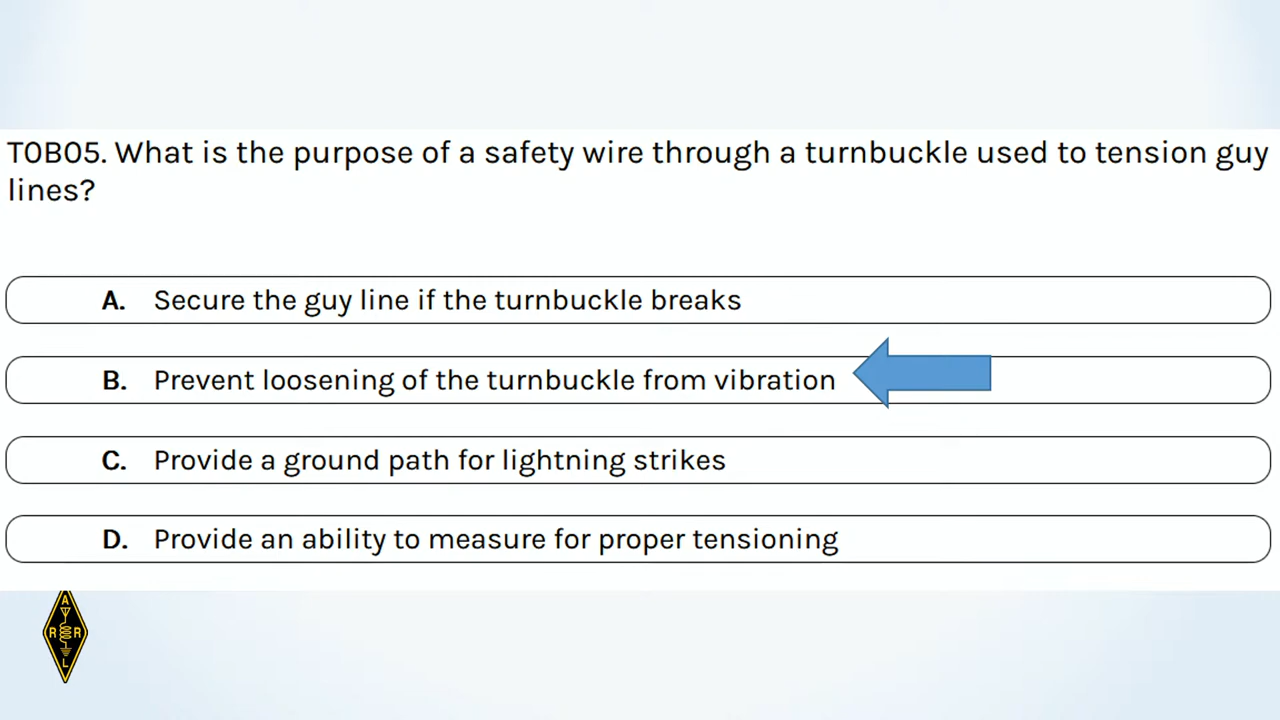 T0B05. What is the purpose of a safety wire through a turnbuckle used to tension guy
lines?
A. Secure the guy line if the turnbuckle breaks
B. Prevent loosening of the turnbuckle from vibration
C. Provide a ground path for lightning strikes
D. Provide an ability to measure for proper tensioning
A
R R
L